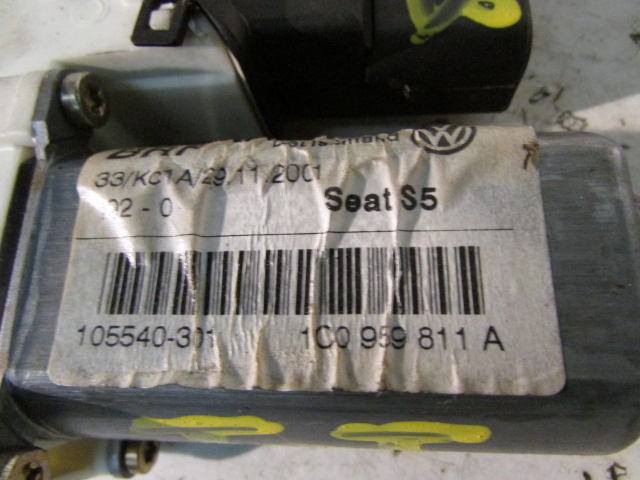 33/KC1A/29.11.2001
02 - 0 Seat S5
105540-301 1C0 959 811 A